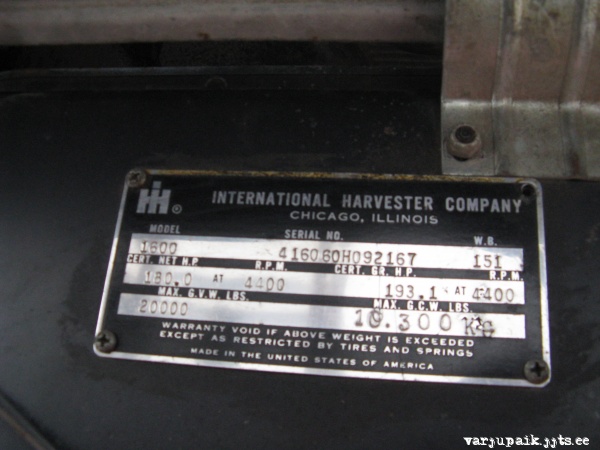 IH ® INTERNATIONAL HARVESTER COMPANY
CHICAGO, ILLINOIS
MODEL SERIAL NO. W.B.
1600 416060H092167 151
CERT. NET H.P. R.P.M. CERT. GR. H.P. R.P.M.
180.0 AT 4400 193.1 AT 4400
MAX. G.V.W. LBS. MAX. G.C.W. LBS.
20000 10.300 KG
WARRANTY VOID IF ABOVE WEIGHT IS EXCEEDED
EXCEPT AS RESTRICTED BY TIRES AND SPRINGS
MADE IN THE UNITED STATES OF AMERICA
varjupaik.jjts.ee